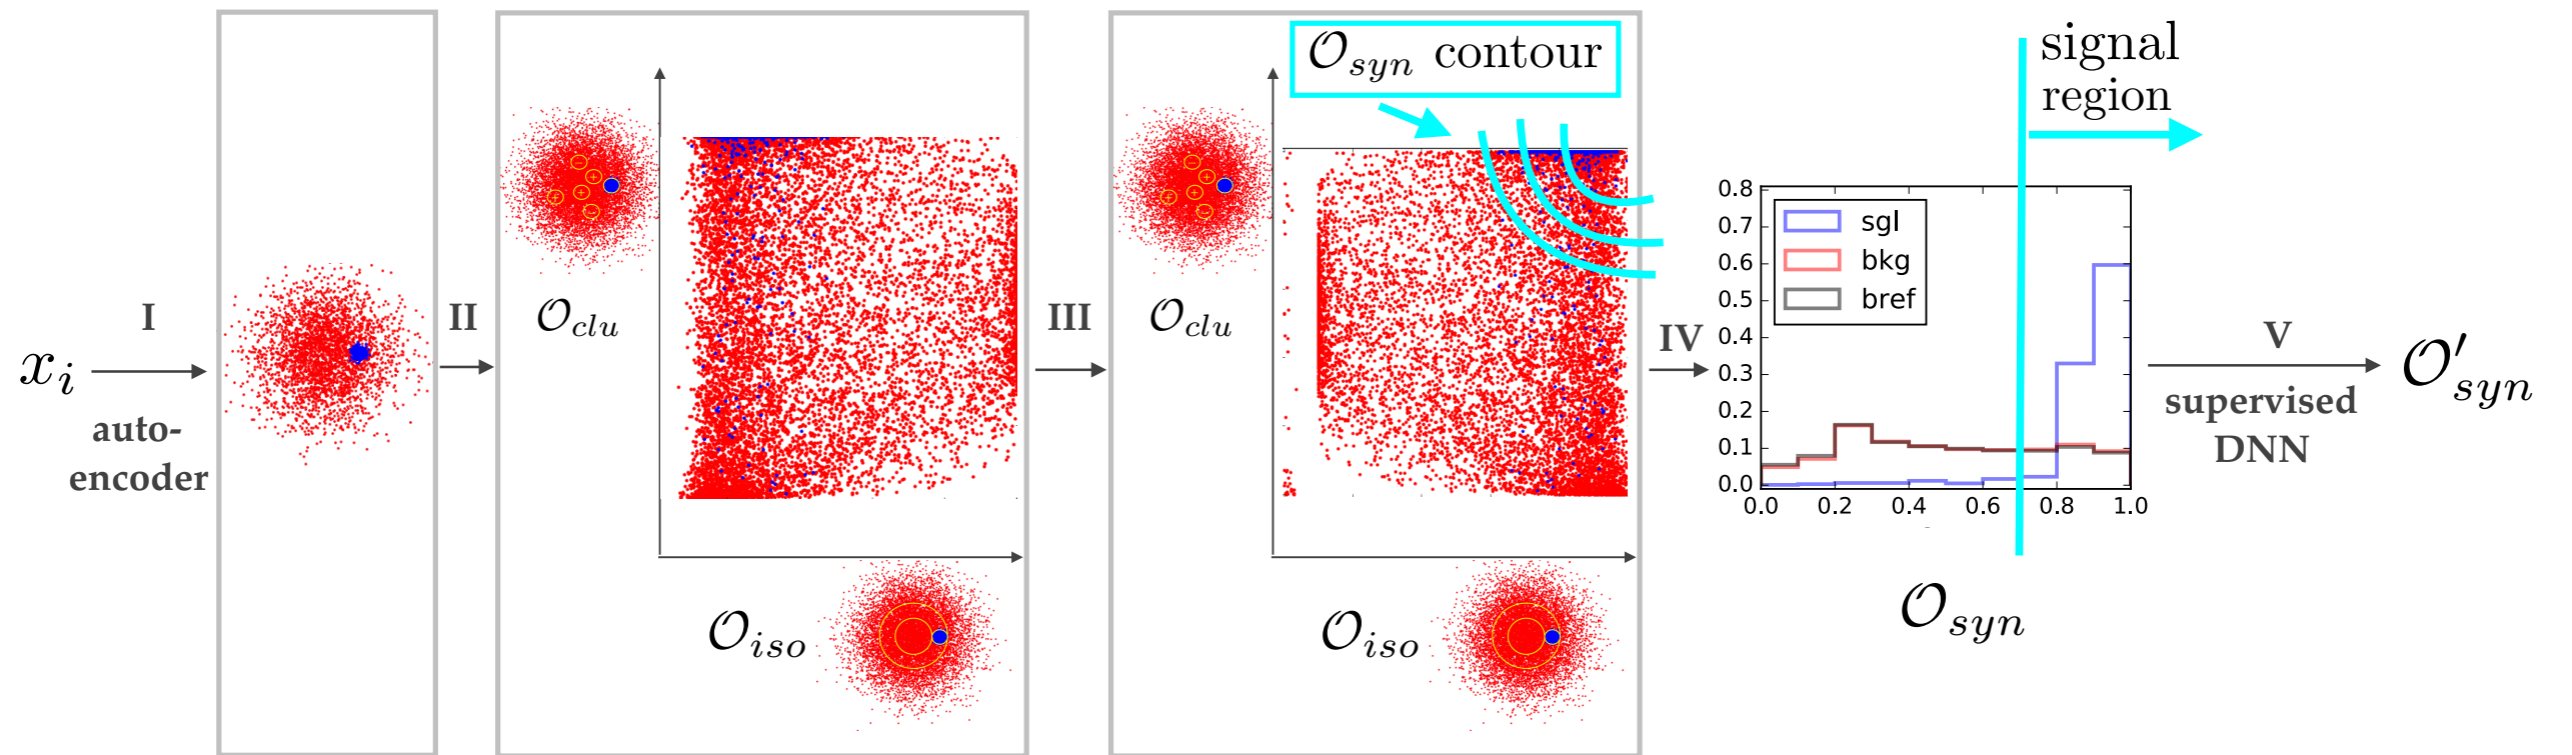 x_i
I
auto-
encoder
II
𝒪_clu
𝒪_iso
III
𝒪_syn contour
𝒪_clu
𝒪_iso
IV
signal
region
0.8
0.7
0.6
0.5
0.4
0.3
0.2
0.1
0.0
sgl
bkg
bref
0.0 0.2 0.4 0.6 0.8 1.0
𝒪_syn
V
supervised
DNN
𝒪′_syn